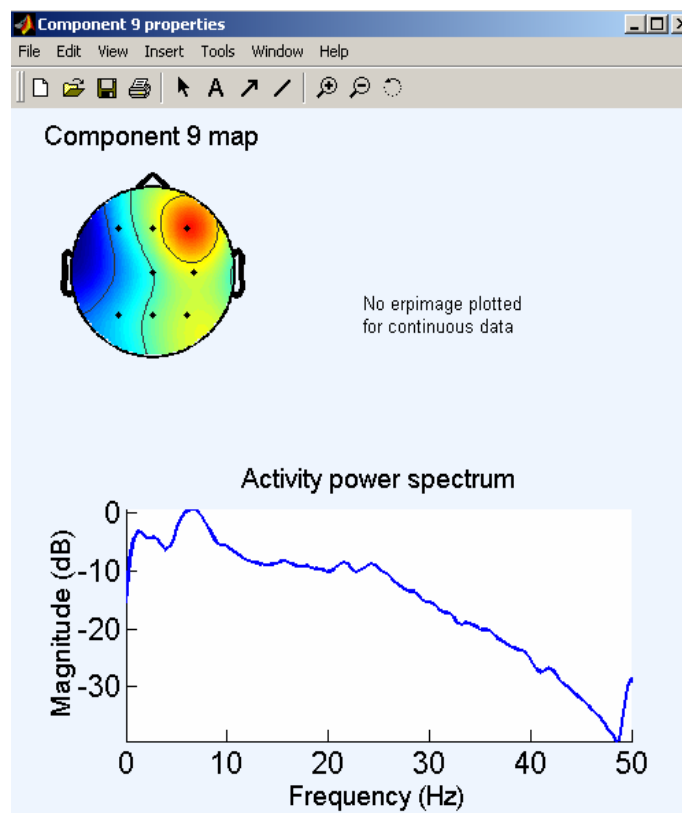 Component 9 properties
File Edit View Insert Tools Window Help
A
Component 9 map
No erpimage plotted
for continuous data
Activity power spectrum
Magnitude (dB)
0
-10
-20
-30
0 10 20 30 40 50
Frequency (Hz)